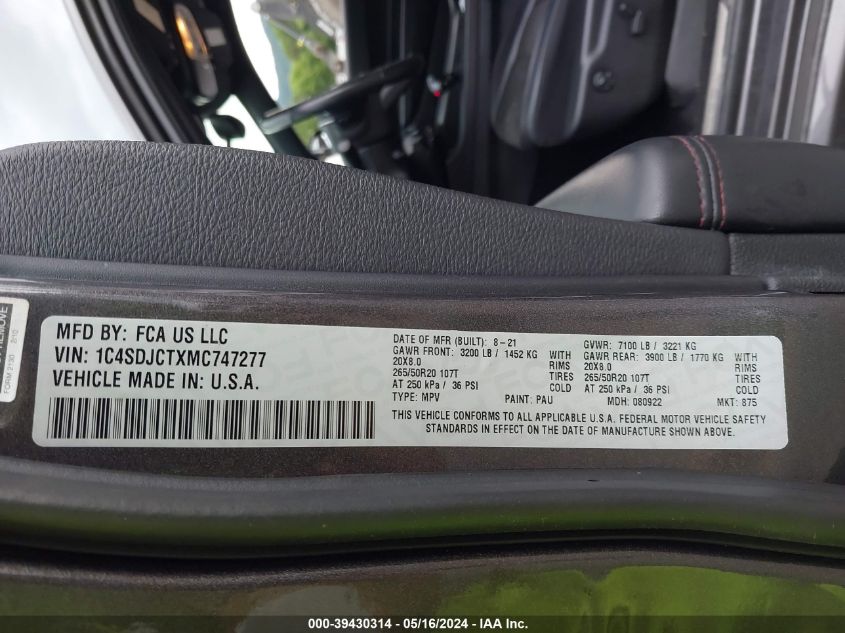 MFD BY: FCA US LLC
VIN: 1C4SDJCTXMC747277
VEHICLE MADE IN: U.S.A.
DATE OF MFR (BUILT): 8-21 GVWR: 7100 LB / 3221 KG
GAWR FRONT: 3200 LB / 1452 KG WITH GAWR REAR: 3900 LB / 1770 KG WITH
20X8.0 RIMS 20X8.0 RIMS
265/50R20 107T TIRES 265/50R20 107T TIRES
AT 250 kPa / 36 PSI COLD AT 250 kPa / 36 PSI COLD
TYPE: MPV PAINT: PAU MDH: 080922 MKT: 875
THIS VEHICLE CONFORMS TO ALL APPLICABLE U.S.A. FEDERAL MOTOR VEHICLE SAFETY
STANDARDS IN EFFECT ON THE DATE OF MANUFACTURE SHOWN ABOVE.
REMOVE
FORM 2130
000-39430314 - 05/16/2024 - IAA Inc.